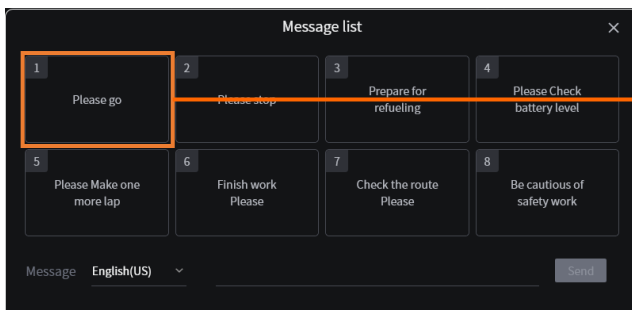 Message list
1
Please go
2
Please stop
3
Prepare for
refueling
4
Please Check
battery level
5
Please Make one
more lap
6
Finish work
Please
7
Check the route
Please
8
Be cautious of
safety work
Message English(US)
Send